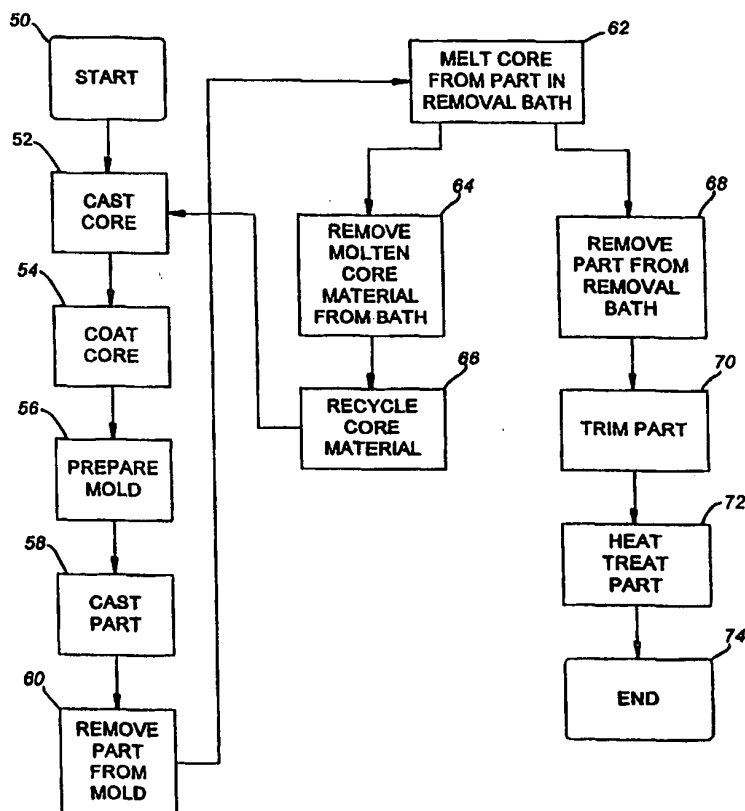 50
START
52
CAST
CORE
54
COAT
CORE
56
PREPARE
MOLD
58
CAST
PART
60
REMOVE
PART
FROM
MOLD
62
MELT CORE
FROM PART IN
REMOVAL BATH
64
REMOVE
MOLTEN
CORE
MATERIAL
FROM BATH
66
RECYCLE
CORE
MATERIAL
68
REMOVE
PART FROM
REMOVAL
BATH
70
TRIM PART
72
HEAT
TREAT
PART
74
END